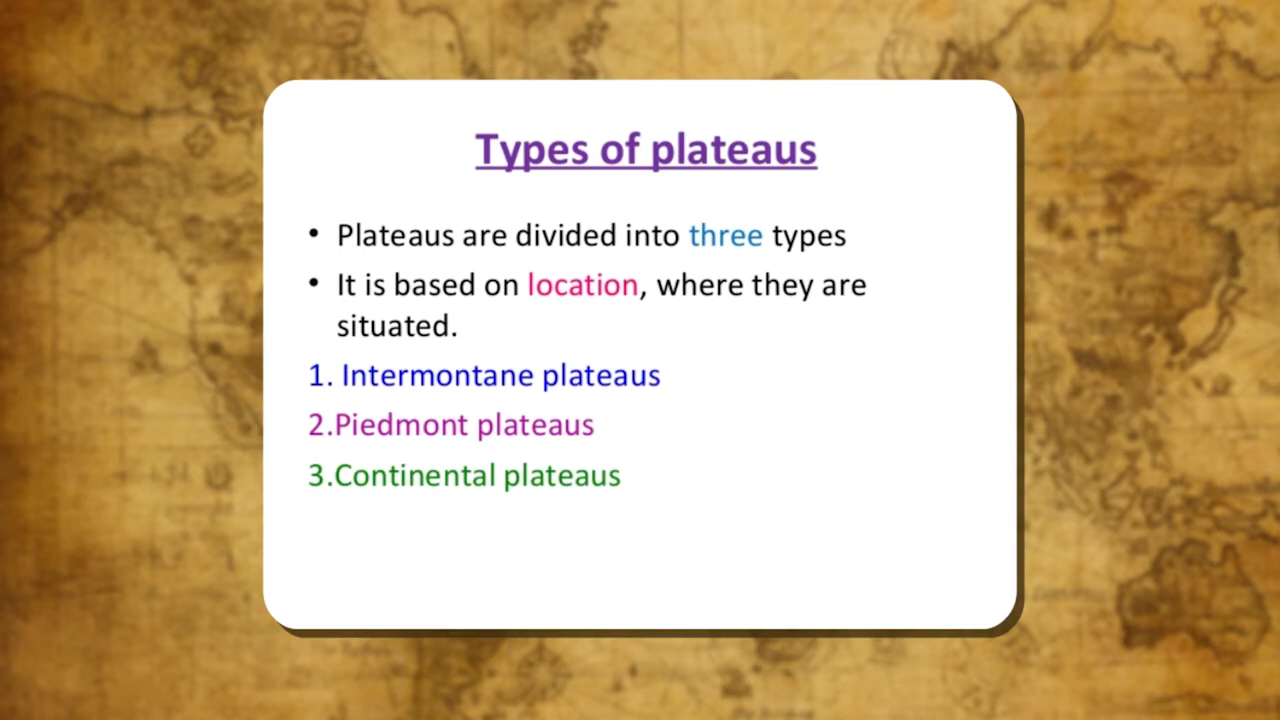 Types of plateaus
• Plateaus are divided into three types
• It is based on location, where they are
situated.
1. Intermontane plateaus
2.Piedmont plateaus
3.Continental plateaus